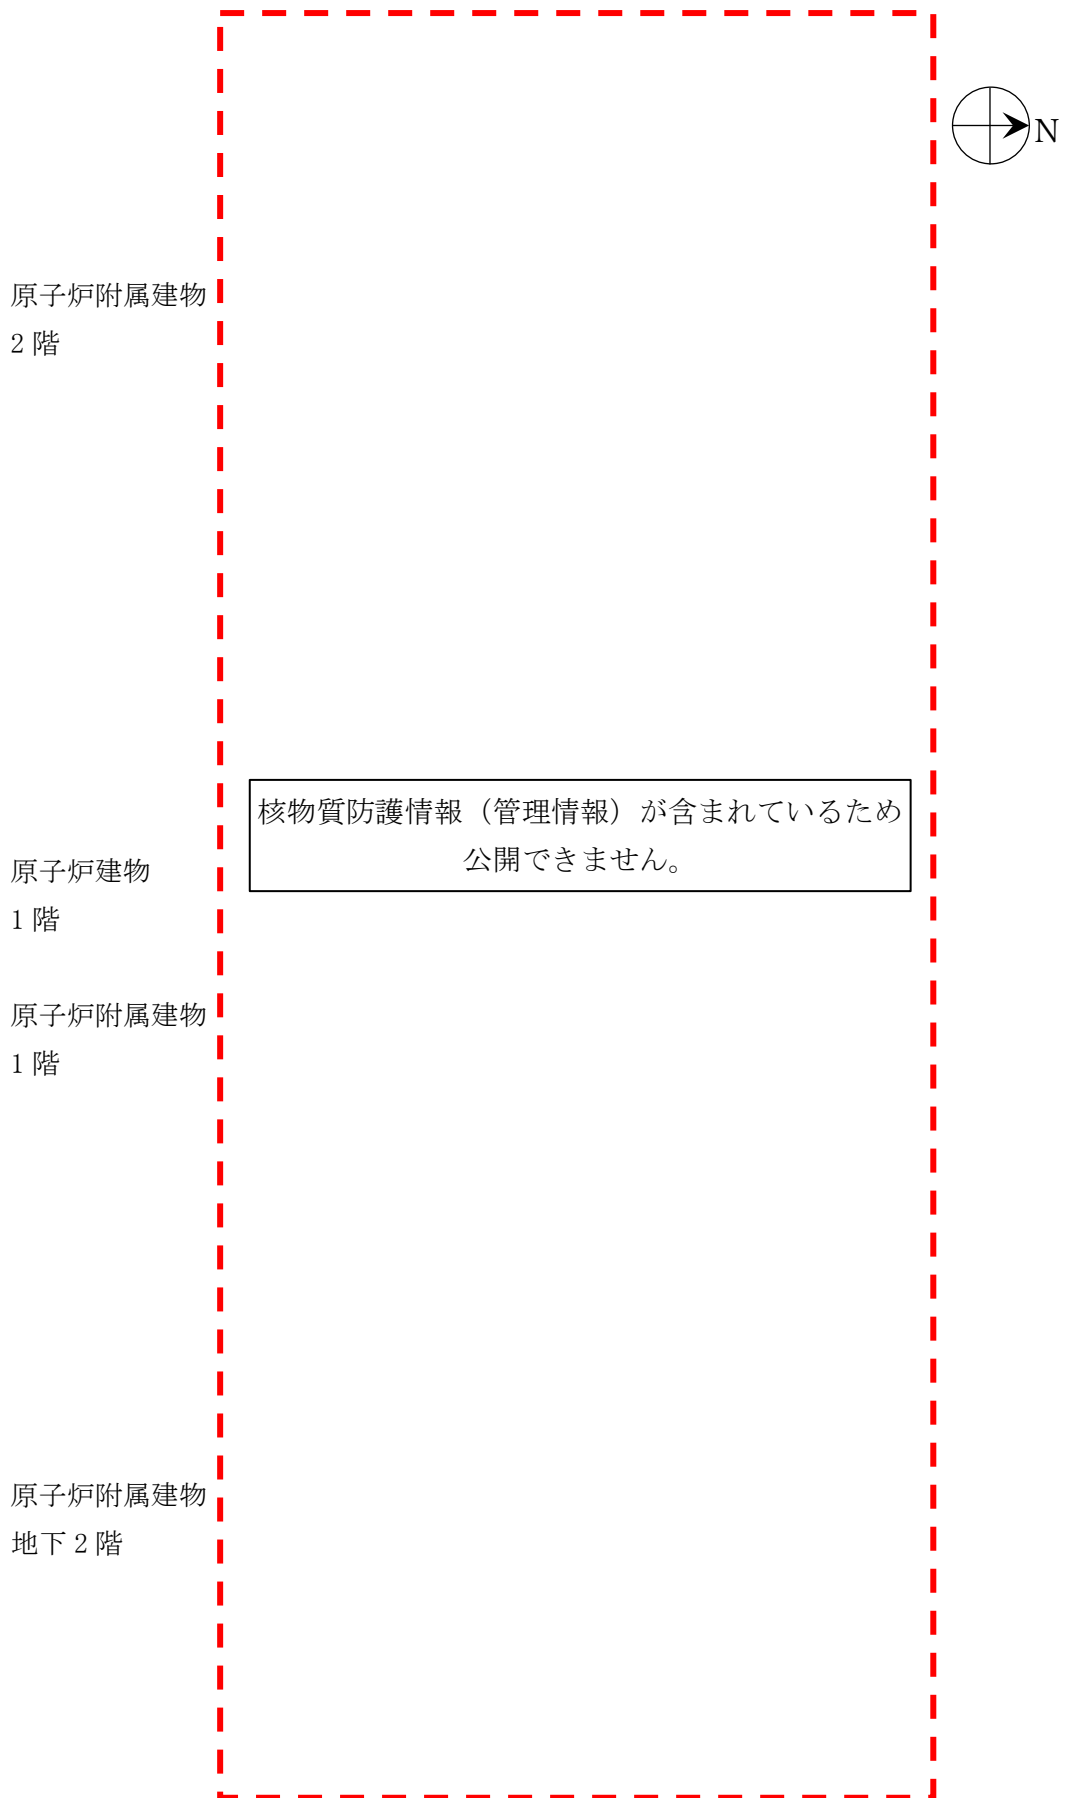 N
原子炉附属建物
2 階
核物質防護情報（管理情報）が含まれているため
公開できません。
原子炉建物
1 階
原子炉附属建物
1 階
原子炉附属建物
地下 2 階